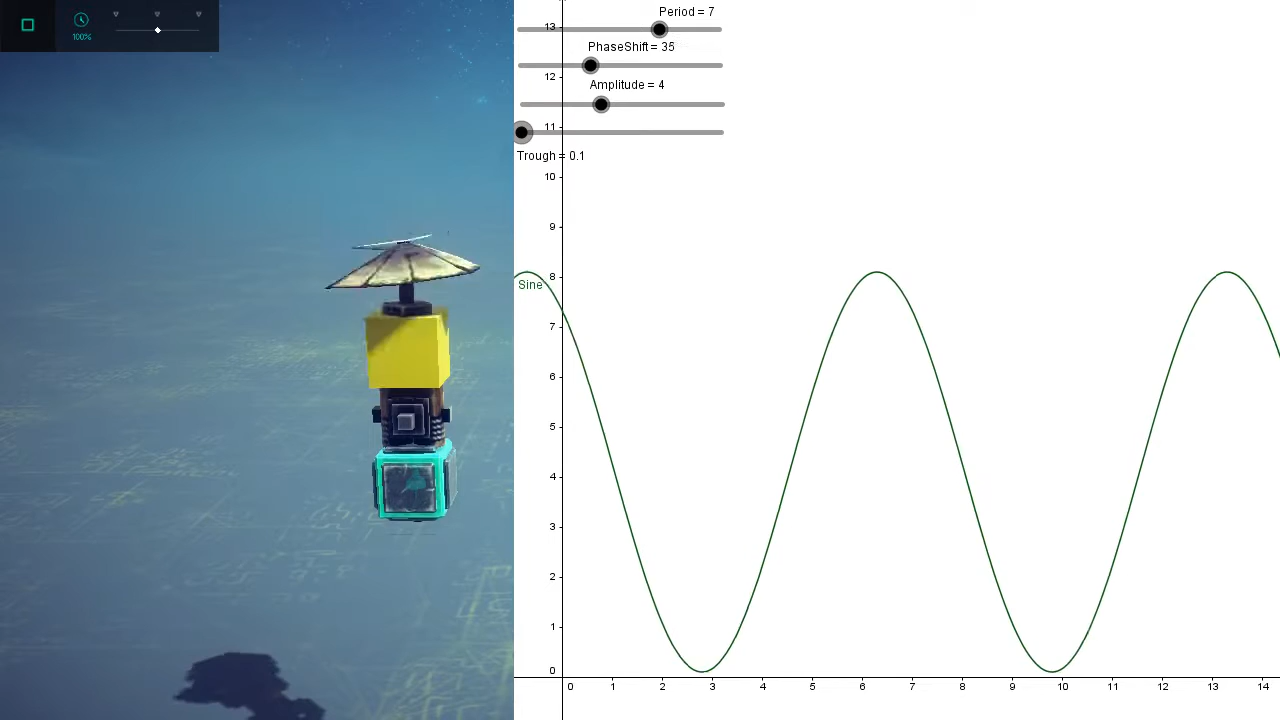 100%
Period = 7
PhaseShift = 35
Amplitude = 4
Trough = 0.1
Sine
13
12
11
10
9
8
7
6
5
4
3
2
1
0
0 1 2 3 4 5 6 7 8 9 10 11 12 13 14